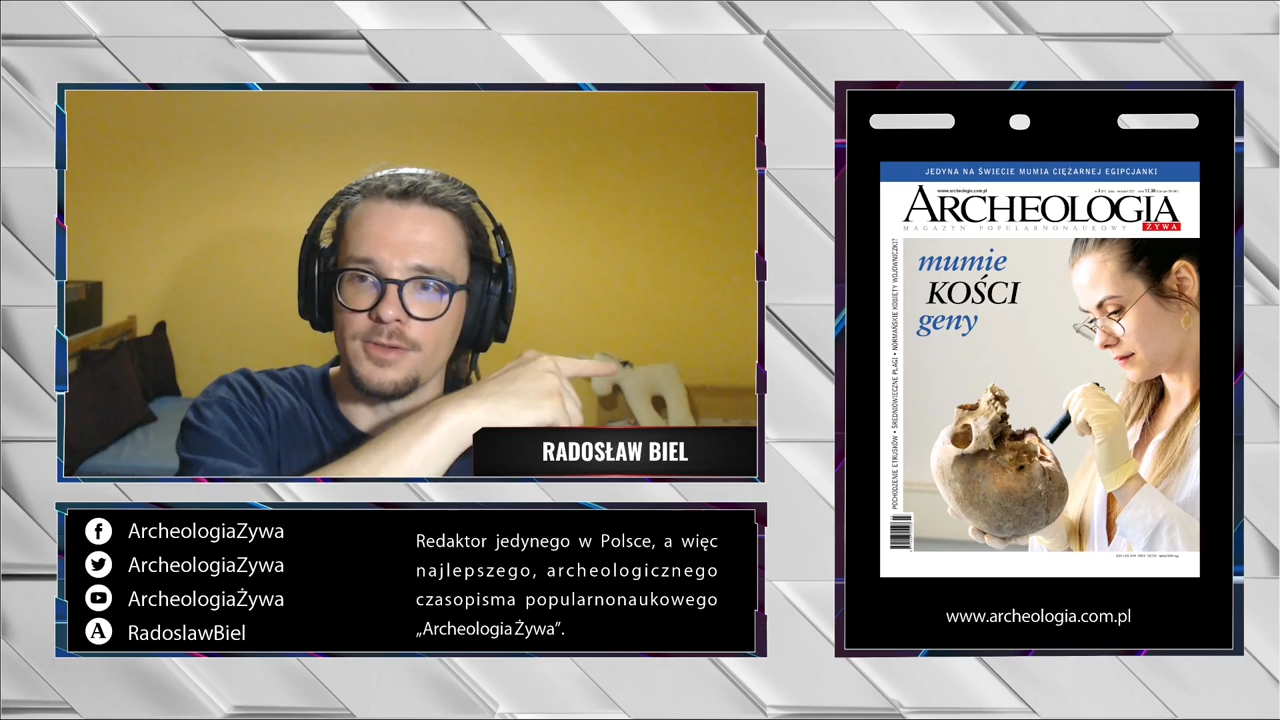 RADOSŁAW BIEL
ArcheologiaZywa
ArcheologiaZywa
ArcheologiaŻywa
RadoslawBiel
Redaktor jedynego w Polsce, a więc
najlepszego, archeologicznego
czasopisma popularnonaukowego
„Archeologia Żywa”.
JEDYNA NA ŚWIECIE MUMIA CIĘŻARNEJ EGIPCJANKI
www.archeologia.com.pl
ARCHEOLOGIA
MAGAZYN POPULARNONAUKOWY
ŻYWA
mumie
KOŚCI
geny
POCHODZENIE ETRUSKÓW • ŚREDNIOWIECZNE PLAGI • NORMAŃSKIE KOBIETY WOJOWNICZKI?
www.archeologia.com.pl